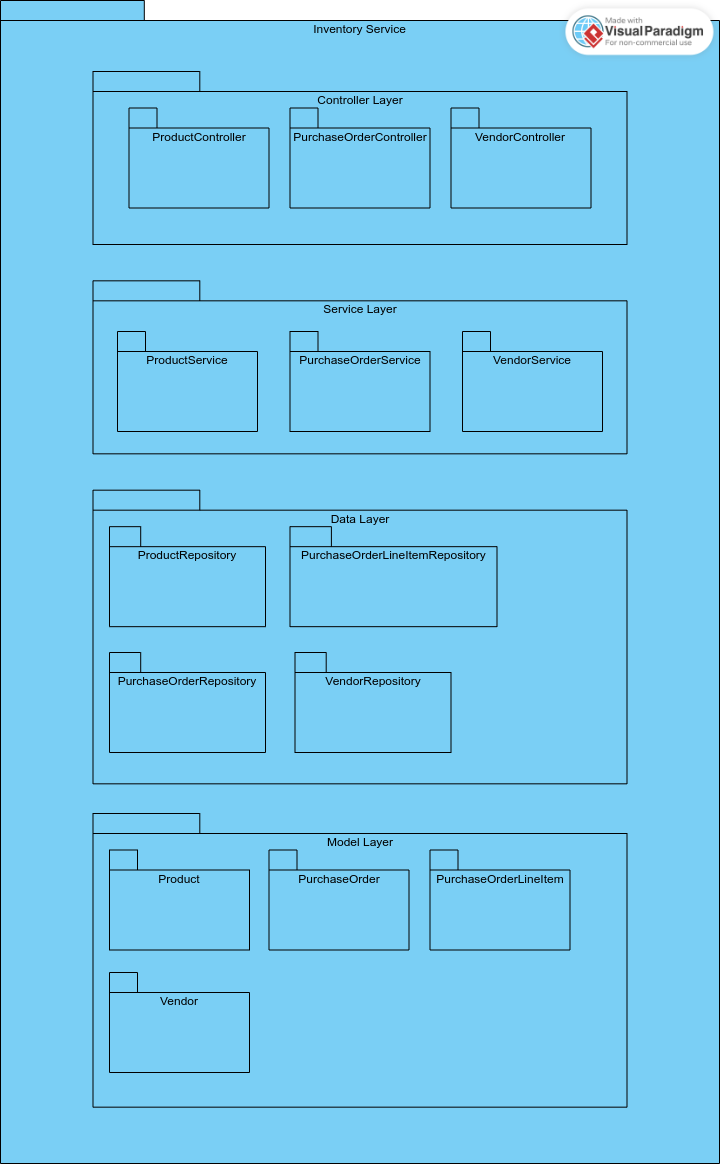 Inventory Service
Made with
Visual Paradigm
For non-commercial use
Controller Layer
ProductController
PurchaseOrderController
VendorController
Service Layer
ProductService
PurchaseOrderService
VendorService
Data Layer
ProductRepository
PurchaseOrderLineItemRepository
PurchaseOrderRepository
VendorRepository
Model Layer
Product
PurchaseOrder
PurchaseOrderLineItem
Vendor